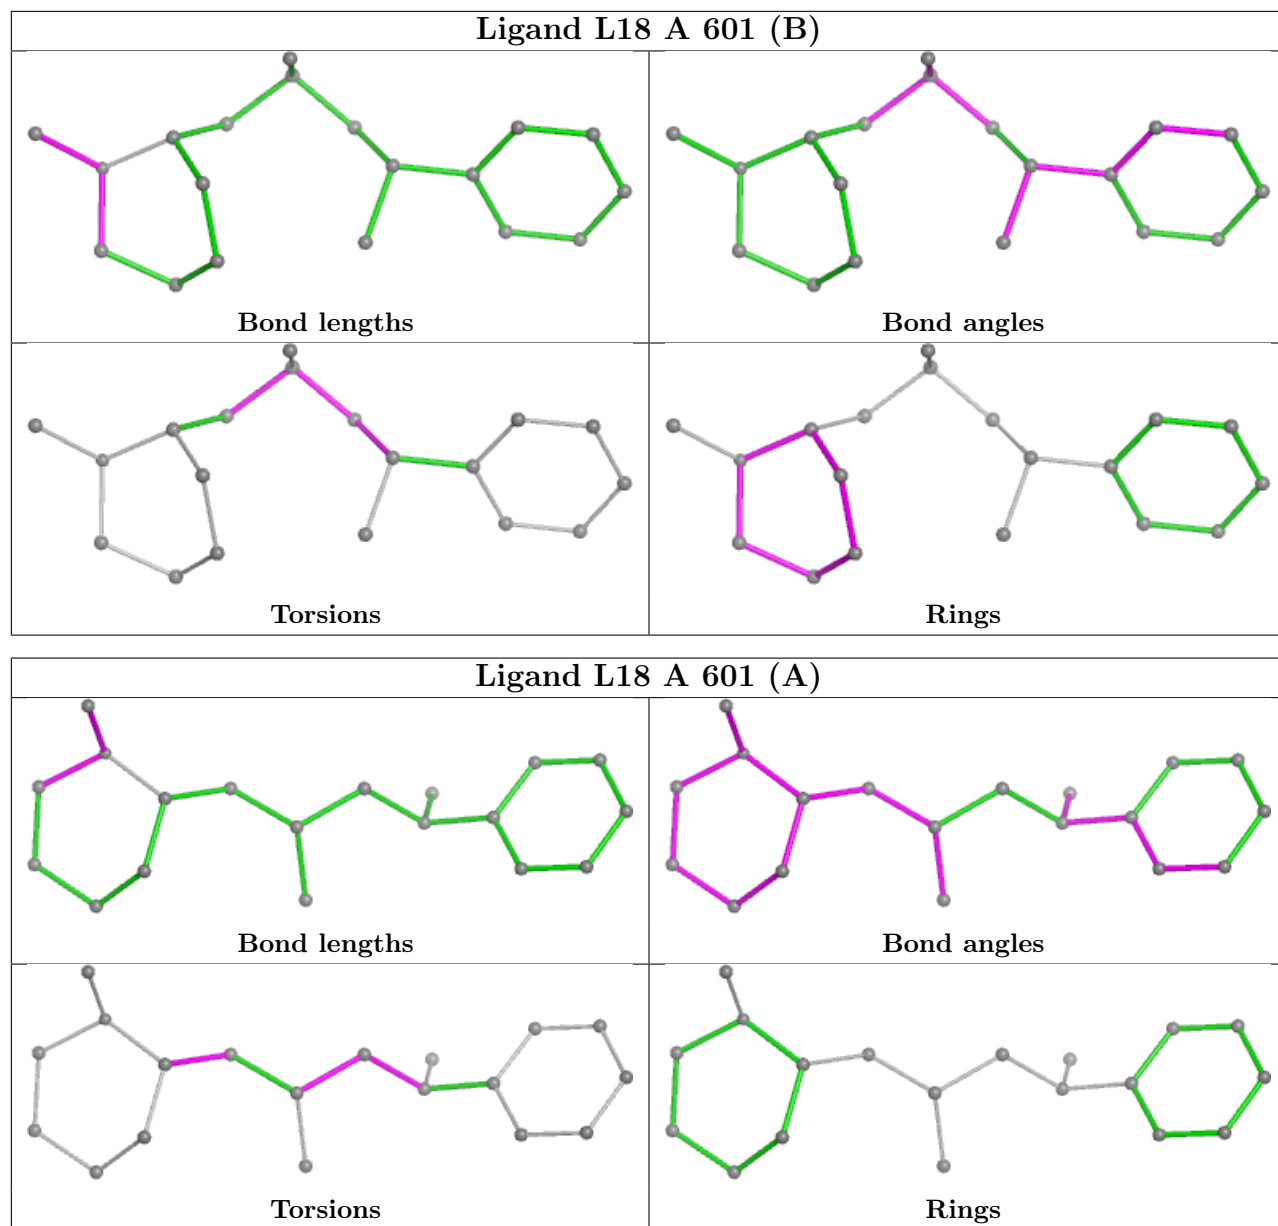 Ligand L18 A 601 (B)
Bond lengths
Bond angles
Torsions
Rings
Ligand L18 A 601 (A)
Bond lengths
Bond angles
Torsions
Rings